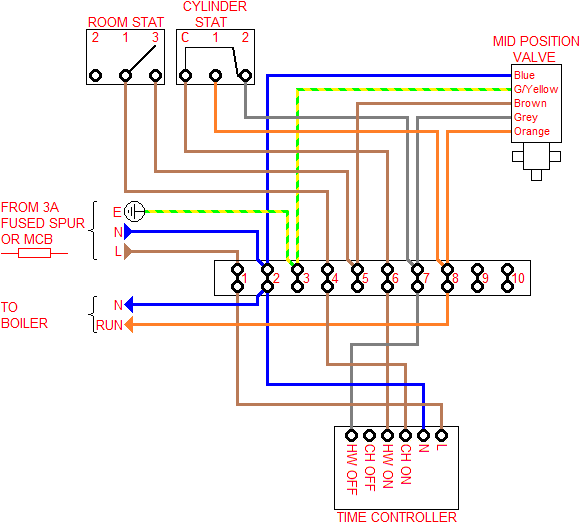 ROOM STAT
CYLINDER
STAT
2 1 3
C 1 2
MID POSITION
VALVE
Blue
G/Yellow
Brown
Grey
Orange
FROM 3A
FUSED SPUR
OR MCB
E
N
L
1 2 3 4 5 6 7 8 9 10
TO
BOILER
N
RUN
HW OFF
CH OFF
HW ON
CH ON
N
L
TIME CONTROLLER